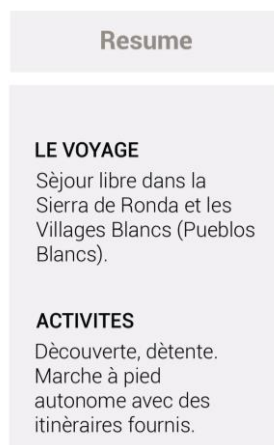 Resume
LE VOYAGE
Sèjour libre dans la
Sierra de Ronda et les
Villages Blancs (Pueblos
Blancs).
ACTIVITES
Dècouverte, dètente.
Marche à pied
autonome avec des
itinèraires fournis.